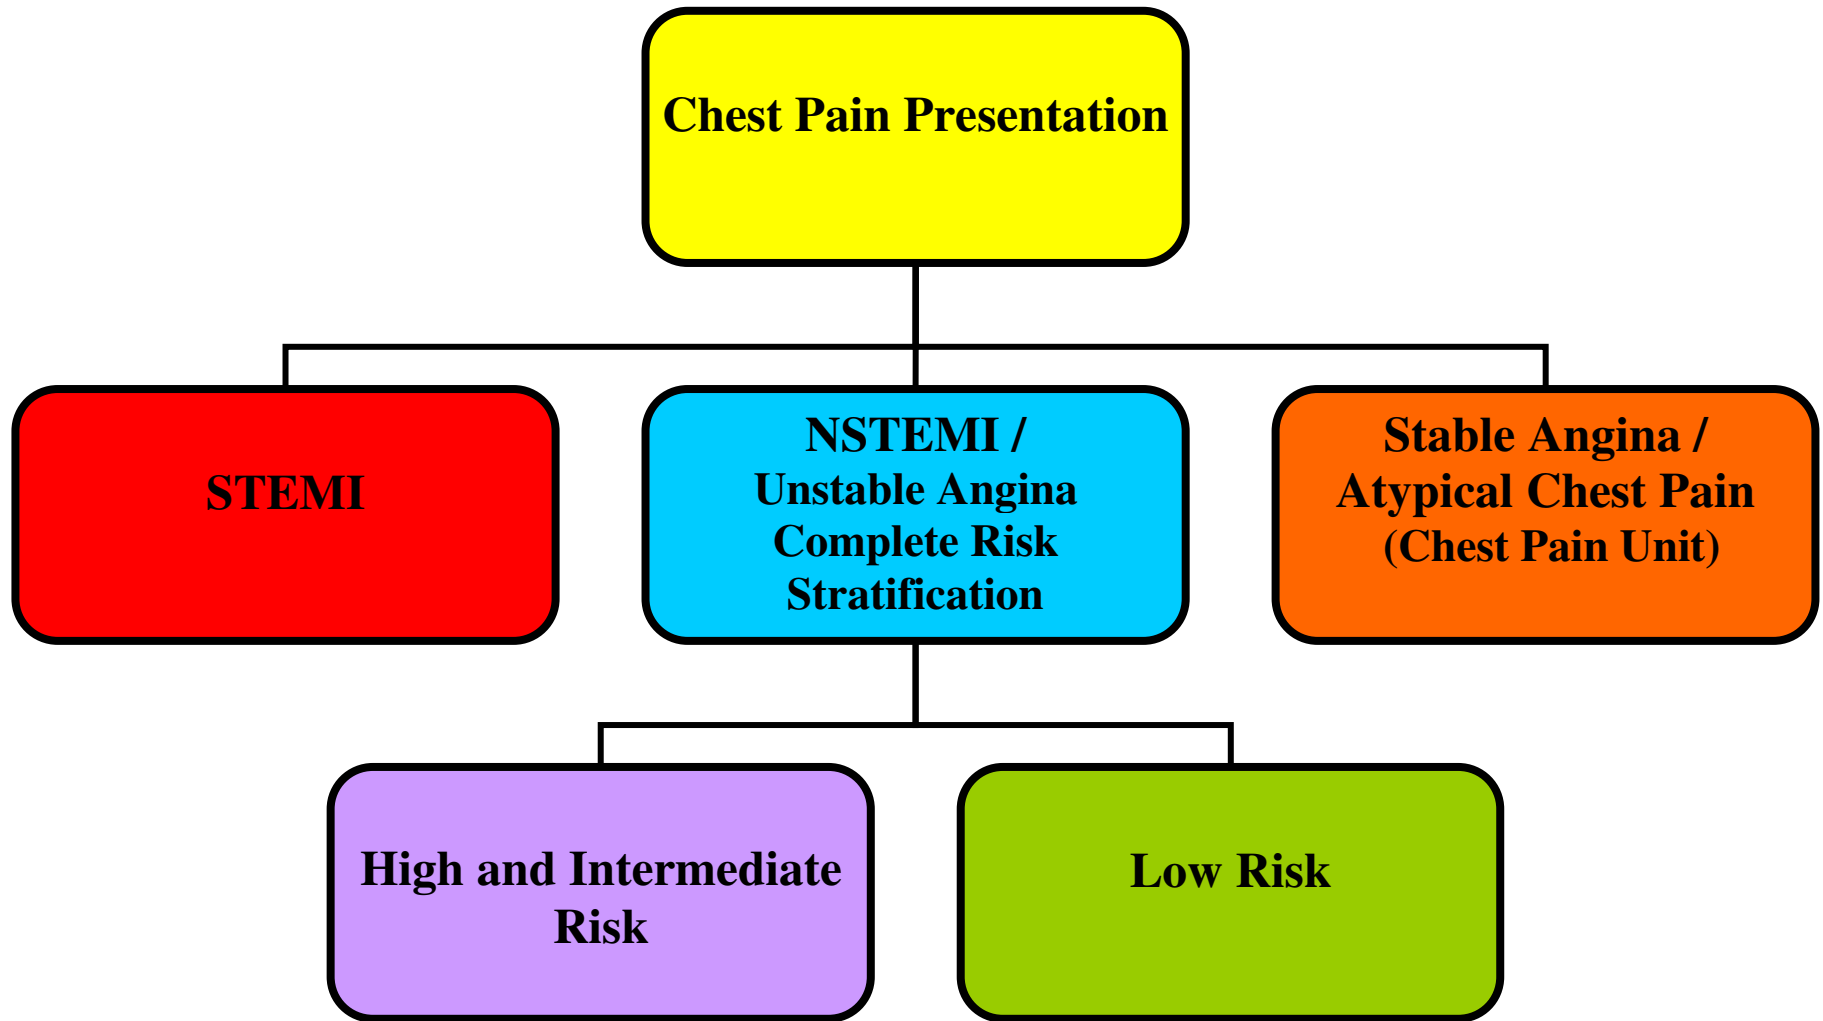 Chest Pain Presentation
STEMI
NSTEMI /
Unstable Angina
Complete Risk
Stratification
Stable Angina /
Atypical Chest Pain
(Chest Pain Unit)
High and Intermediate
Risk
Low Risk